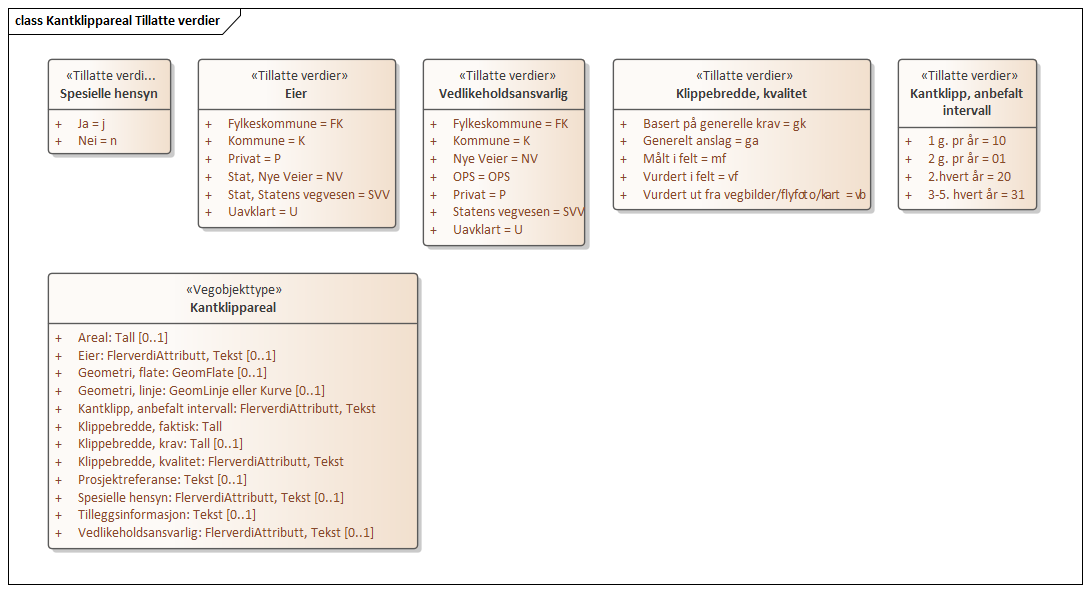 class Kantklippareal Tillatte verdier
«Tillatte verdi...
Spesielle hensyn
+ Ja = j
+ Nei = n
«Tillatte verdier»
Eier
+ Fylkeskommune = FK
+ Kommune = K
+ Privat = P
+ Stat, Nye Veier = NV
+ Stat, Statens vegvesen = SVV
+ Uavklart = U
«Tillatte verdier»
Vedlikeholdsansvarlig
+ Fylkeskommune = FK
+ Kommune = K
+ Nye Veier = NV
+ OPS = OPS
+ Privat = P
+ Statens vegvesen = SVV
+ Uavklart = U
«Tillatte verdier»
Klippebredde, kvalitet
+ Basert på generelle krav = gk
+ Generelt anslag = ga
+ Målt i felt = mf
+ Vurdert i felt = vf
+ Vurdert ut fra vegbilder/flyfoto/kart = vb
«Tillatte verdier»
Kantklipp, anbefalt
intervall
+ 1 g. pr år = 10
+ 2 g. pr år = 01
+ 2.hvert år = 20
+ 3-5. hvert år = 31
«Vegobjekttype»
Kantklippareal
+ Areal: Tall [0..1]
+ Eier: FlerverdiAttributt, Tekst [0..1]
+ Geometri, flate: GeomFlate [0..1]
+ Geometri, linje: GeomLinje eller Kurve [0..1]
+ Kantklipp, anbefalt intervall: FlerverdiAttributt, Tekst
+ Klippebredde, faktisk: Tall
+ Klippebredde, krav: Tall [0..1]
+ Klippebredde, kvalitet: FlerverdiAttributt, Tekst
+ Prosjektreferanse: Tekst [0..1]
+ Spesielle hensyn: FlerverdiAttributt, Tekst [0..1]
+ Tilleggsinformasjon: Tekst [0..1]
+ Vedlikeholdsansvarlig: FlerverdiAttributt, Tekst [0..1]